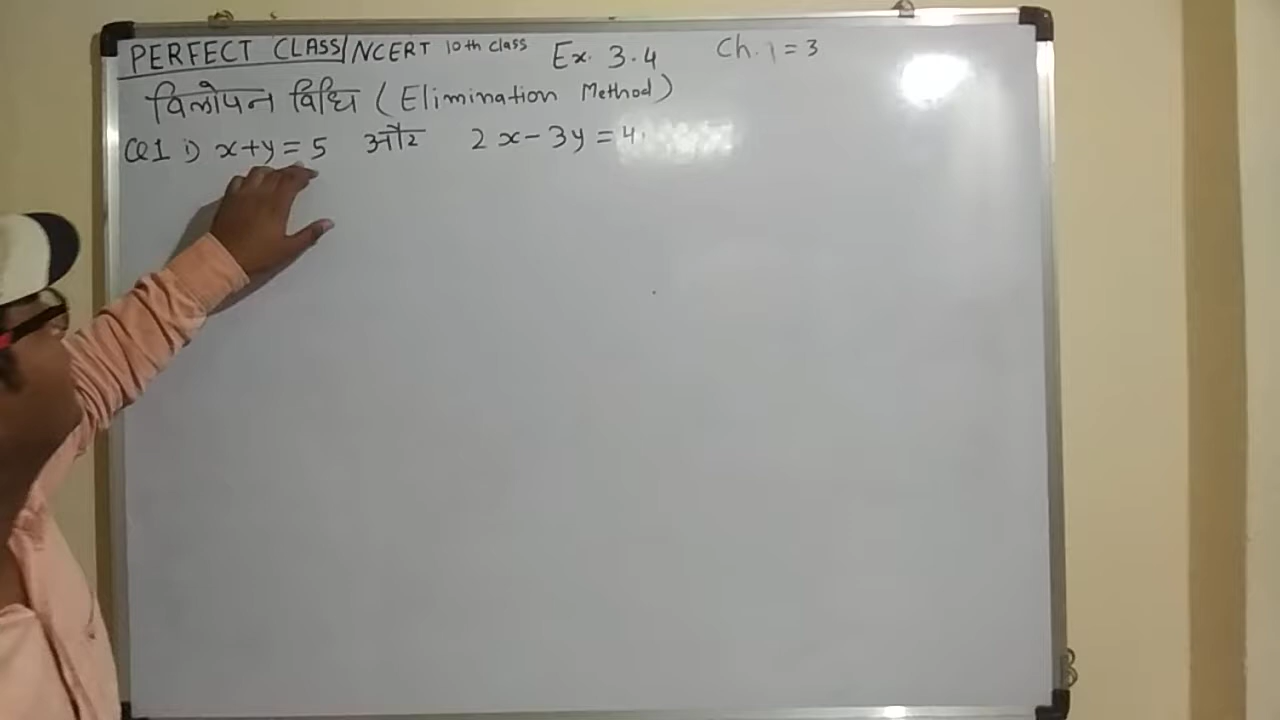 PERFECT CLASS/NCERT 10th class Ex. 3.4 Ch. 1 = 3
विलोपन विधि (Elimination Method)
Q1 i) x+y=5 और 2x-3y=4